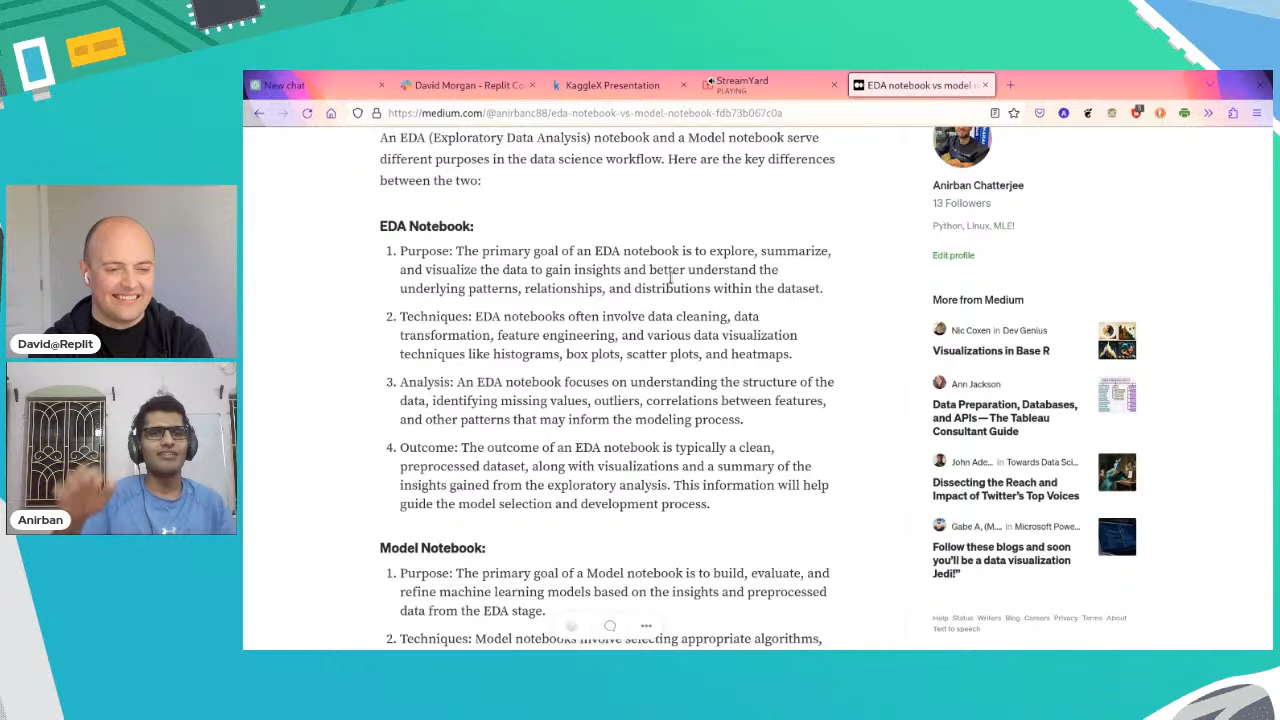 New chat
David Morgan - Replit Co
KaggleX Presentation
StreamYard
PLAYING
EDA notebook vs model n
https://medium.com/@anirbanc88/eda-notebook-vs-model-notebook-fdb73b067c0a
An EDA (Exploratory Data Analysis) notebook and a Model notebook serve
different purposes in the data science workflow. Here are the key differences
between the two:
EDA Notebook:
1. Purpose: The primary goal of an EDA notebook is to explore, summarize,
and visualize the data to gain insights and better understand the
underlying patterns, relationships, and distributions within the dataset.
2. Techniques: EDA notebooks often involve data cleaning, data
transformation, feature engineering, and various data visualization
techniques like histograms, box plots, scatter plots, and heatmaps.
3. Analysis: An EDA notebook focuses on understanding the structure of the
data, identifying missing values, outliers, correlations between features,
and other patterns that may inform the modeling process.
4. Outcome: The outcome of an EDA notebook is typically a clean,
preprocessed dataset, along with visualizations and a summary of the
insights gained from the exploratory analysis. This information will help
guide the model selection and development process.
Model Notebook:
1. Purpose: The primary goal of a Model notebook is to build, evaluate, and
refine machine learning models based on the insights and preprocessed
data from the EDA stage.
2. Techniques: Model notebooks involve selecting appropriate algorithms,
Anirban Chatterjee
13 Followers
Python, Linux, MLE!
Edit profile
More from Medium
Nic Coxen in Dev Genius
Visualizations in Base R
Ann Jackson
Data Preparation, Databases,
and APIs — The Tableau
Consultant Guide
John Ade... in Towards Data Sci...
Dissecting the Reach and
Impact of Twitter's Top Voices
Gabe A, (M.... in Microsoft Powe...
Follow these blogs and soon
you'll be a data visualization
Jedi!"
Help Status Writers Blog Careers Privacy Terms About
Text to speech
David@Replit
Anirban